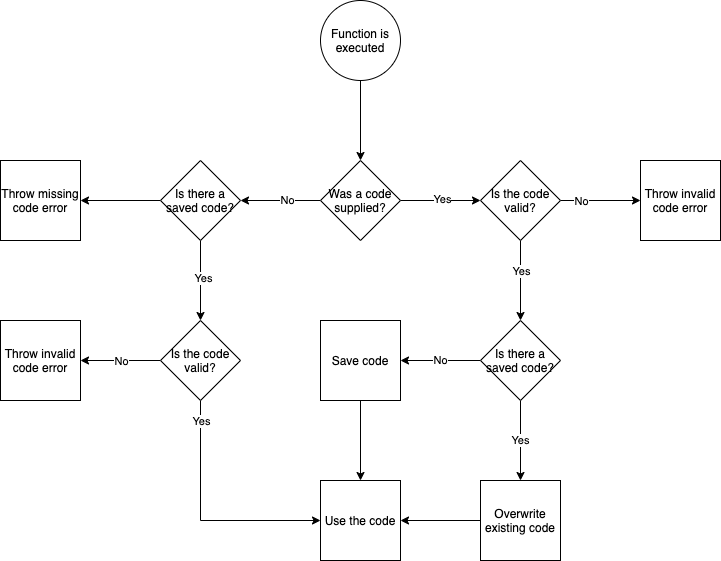 Function is
executed
Throw missing
code error
Is there a
saved code?
No
Was a code
supplied?
Yes
Is the code
valid?
No
Throw invalid
code error
Yes
Yes
Throw invalid
code error
No
Is the code
valid?
Save code
No
Is there a
saved code?
Yes
Yes
Use the code
Overwrite
existing code